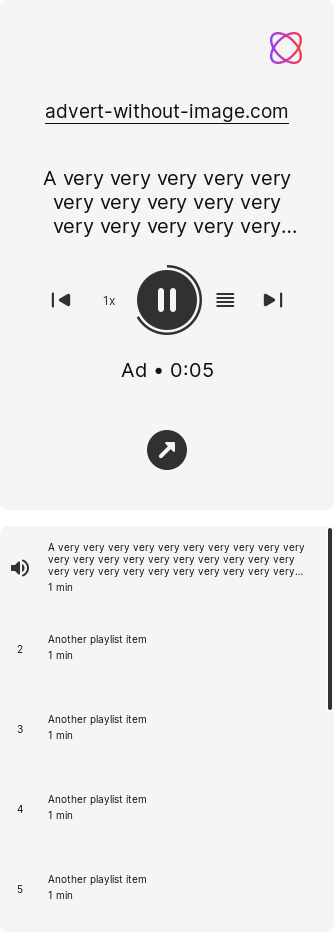 advert-without-image.com
A very very very very very
very very very very very
very very very very very...
1x
Ad • 0:05
A very very very very very very very very very very
very very very very very very very very very very
very very very very very very very very very very...
1 min
2
Another playlist item
1 min
3
Another playlist item
1 min
4
Another playlist item
1 min
5
Another playlist item
1 min